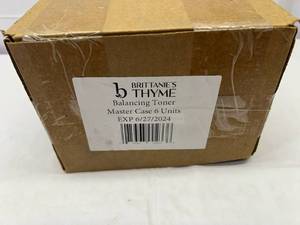 BRITTANIE'S
THYME
Balancing Toner
Master Case 6 Units
EXP 6/27/2024